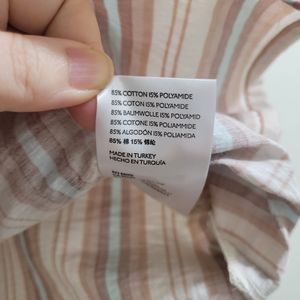 85% COTTON 15% POLYAMIDE
85% COTON 15% POLYAMIDE
85% BAUMWOLLE 15% POLYAMID
85% COTONE 15% POLIAMMIDE
85% ALGODÓN 15% POLIAMIDA
85% 棉 15% 锦纶
MADE IN TURKEY
HECHO EN TURQUÍA